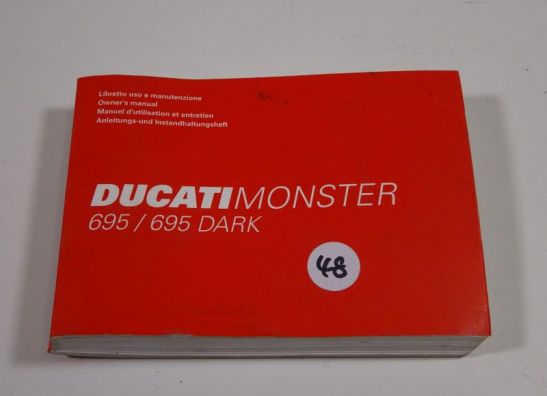 Libretto uso e manutenzione
Owner's manual
Manuel d'utilisation et entretien
Anleitungs-und Instandhaltungsheft
DUCATIMONSTER
695 / 695 DARK
48